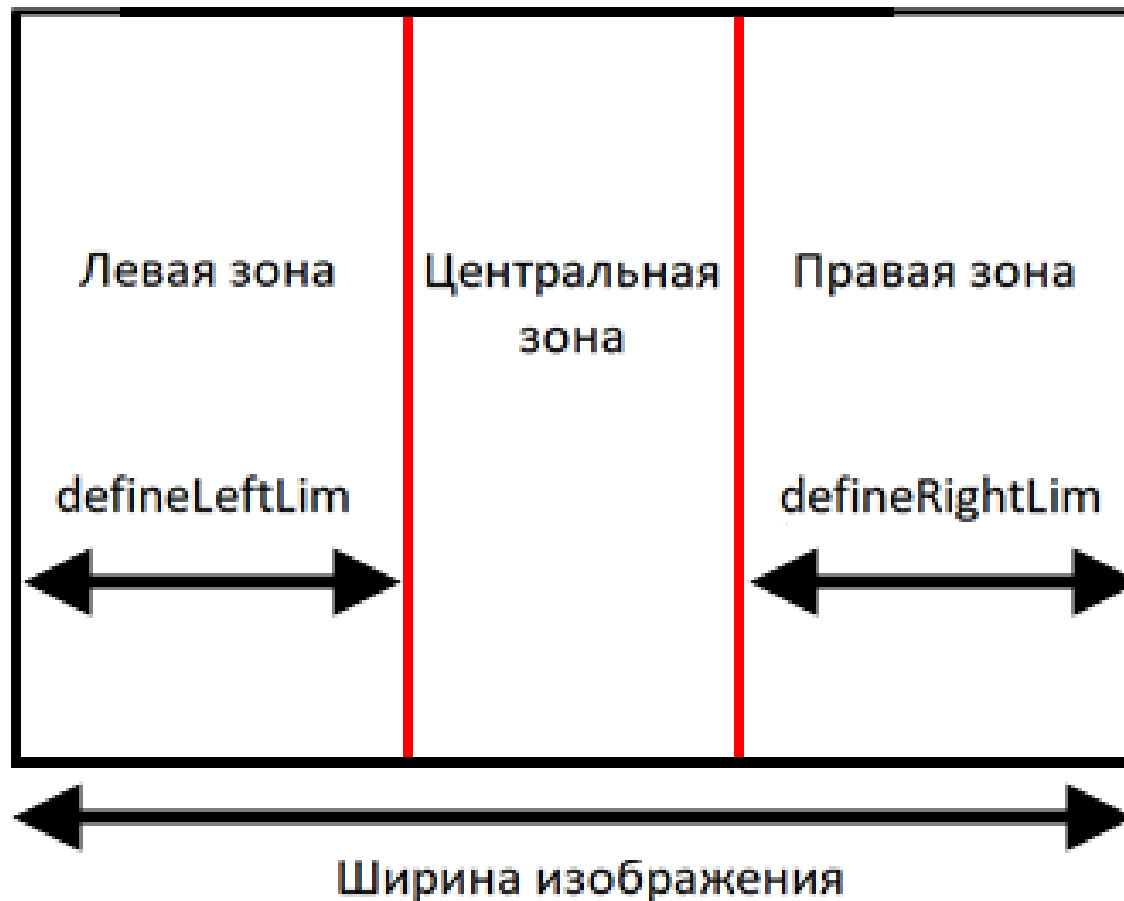 Левая зона
Центральная
зона
Правая зона
defineLeftLim
defineRightLim
Ширина изображения